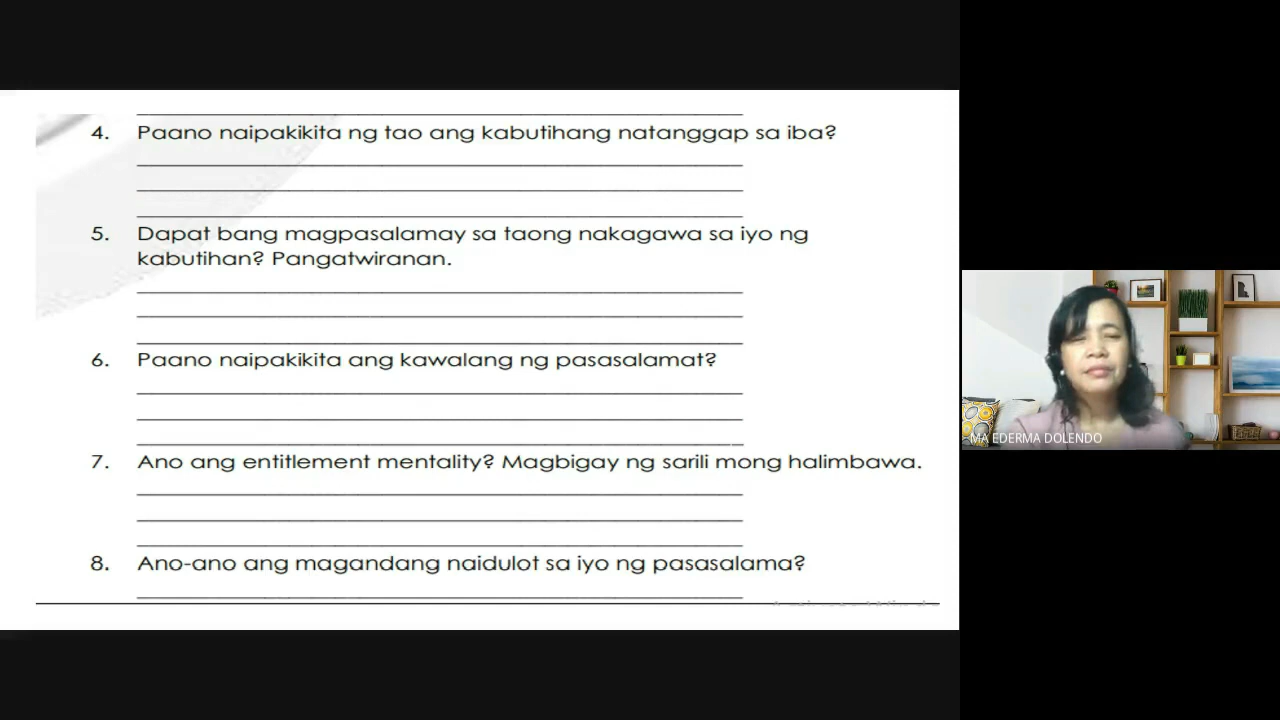 4. Paano naipakikita ng tao ang kabutihang natanggap sa iba?
5. Dapat bang magpasalamay sa taong nakagawa sa iyo ng
kabutihan? Pangatwiranan.
6. Paano naipakikita ang kawalang ng pasasalamat?
7. Ano ang entitlement mentality? Magbigay ng sarili mong halimbawa.
8. Ano-ano ang magandang naidulot sa iyo ng pasasalama?
MA EDERMA DOLENDO